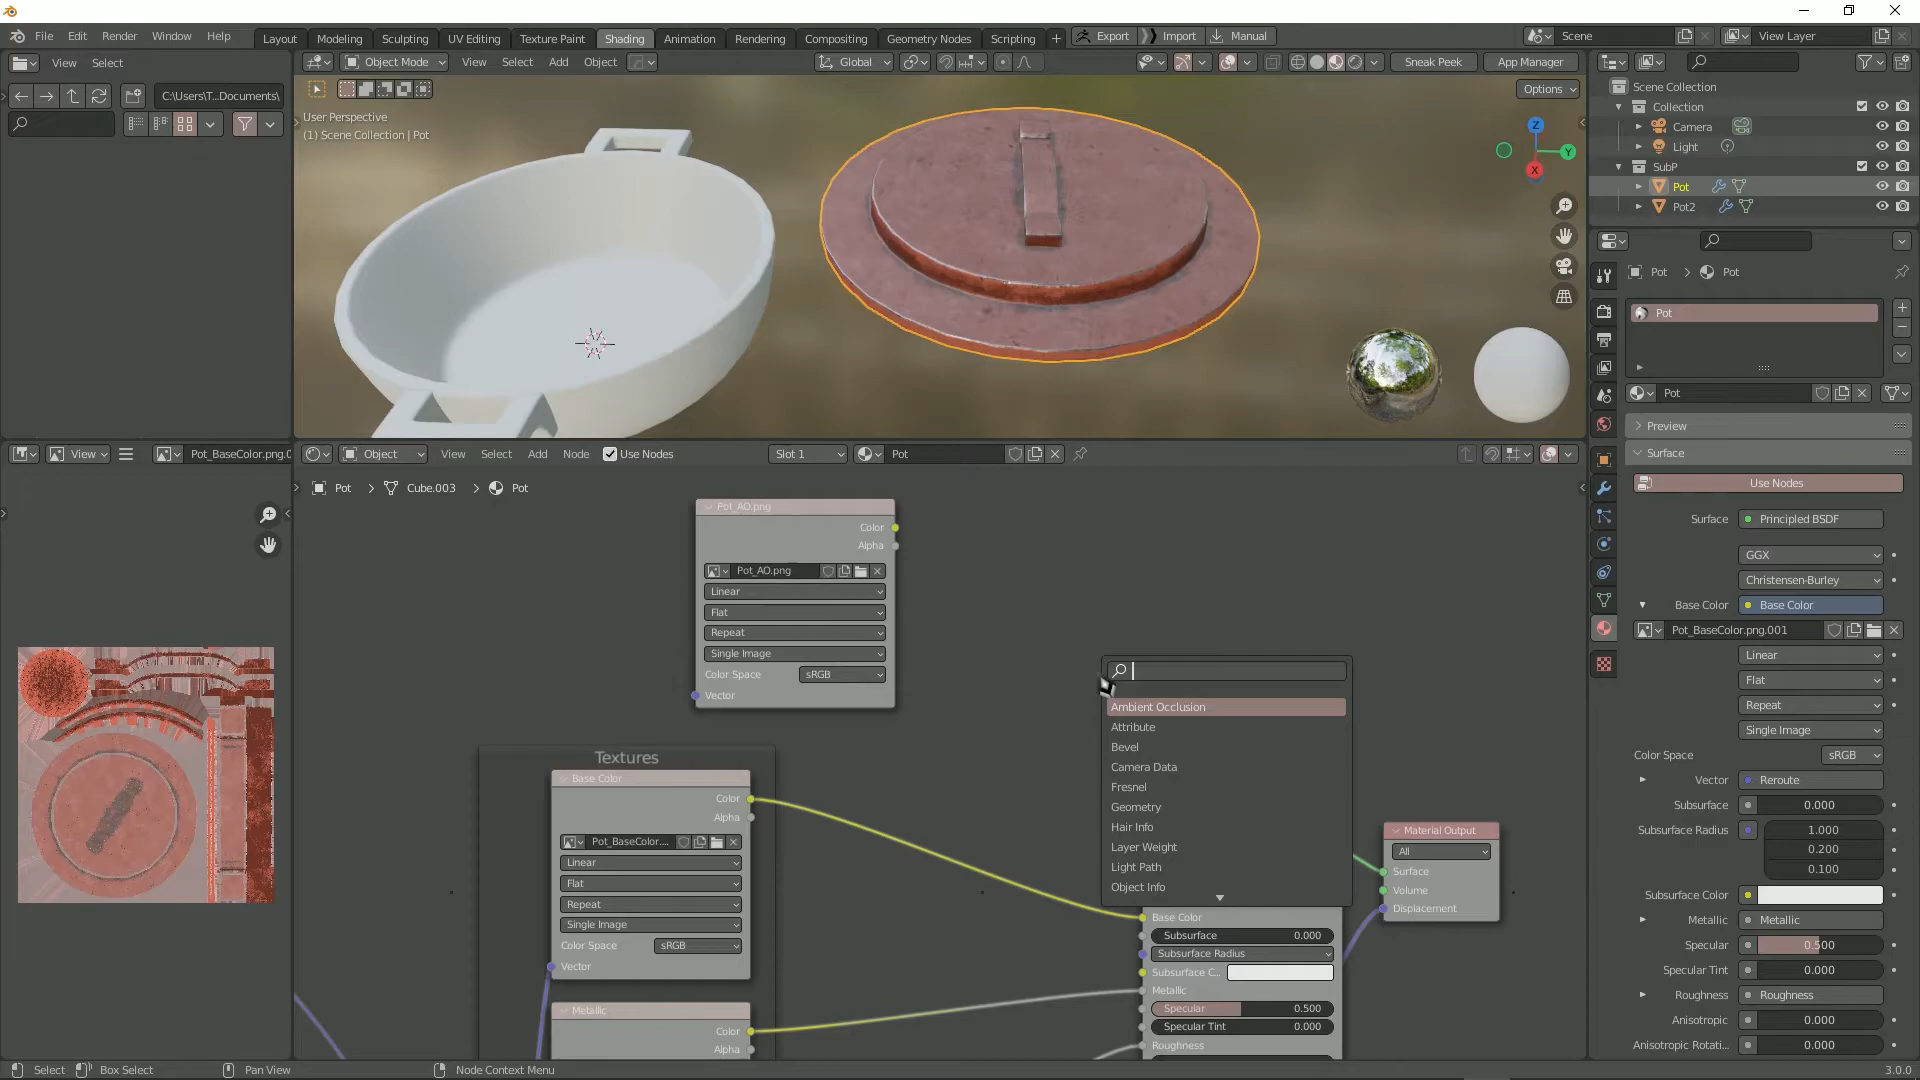 File Edit Render Window Help Layout Modeling Sculpting UV Editing Texture Paint Shading Animation Rendering Compositing Geometry Nodes Scripting + Export Import Manual Scene View Layer
View Select
Object Mode View Select Add Object Global Sneak Peek App Manager
C:\Users\T...Documents\
Options
User Perspective
(1) Scene Collection | Pot
Z
Y
X
Scene Collection
Collection
Camera
Light
SubP
Pot
Pot2
Pot Pot
Pot
Pot
Preview
Surface
Use Nodes
Surface Principled BSDF
GGX
Christensen-Burley
Base Color Base Color
Pot_BaseColor.png.001
Linear
Flat
Repeat
Single Image
Color Space sRGB
Vector Reroute
Subsurface 0.000
Subsurface Radius 1.000
0.200
0.100
Subsurface Color
Metallic Metallic
Specular 0.500
Specular Tint 0.000
Roughness Roughness
Anisotropic 0.000
Anisotropic Rotati... 0.000
View Pot_BaseColor.png.0
Object View Select Add Node Use Nodes Slot 1 Pot
Pot Cube.003 Pot
Pot_AO.png
Color
Alpha
Pot_AO.png
Linear
Flat
Repeat
Single Image
Color Space sRGB
Vector
Textures
Base Color
Color
Alpha
Pot_BaseColor....
Linear
Flat
Repeat
Single Image
Color Space sRGB
Vector
Metallic
Color
Alpha
Ambient Occlusion
Attribute
Bevel
Camera Data
Fresnel
Geometry
Hair Info
Layer Weight
Light Path
Object Info
Base Color
Subsurface 0.000
Subsurface Radius
Subsurface C...
Metallic
Specular 0.500
Specular Tint 0.000
Roughness
Material Output
All
Surface
Volume
Displacement
Select Box Select Pan View Node Context Menu 3.0.0